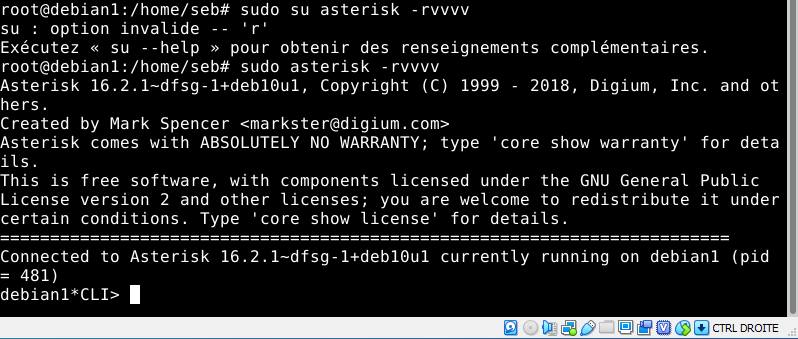 root@debian1:/home/seb# sudo su asterisk -rvvvv
su : option invalide -- 'r'
Exécutez « su --help » pour obtenir des renseignements complémentaires.
root@debian1:/home/seb# sudo asterisk -rvvvv
Asterisk 16.2.1~dfsg-1+deb10u1, Copyright (C) 1999 - 2018, Digium, Inc. and ot
hers.
Created by Mark Spencer <markster@digium.com>
Asterisk comes with ABSOLUTELY NO WARRANTY; type 'core show warranty' for deta
ils.
This is free software, with components licensed under the GNU General Public
License version 2 and other licenses; you are welcome to redistribute it under
certain conditions. Type 'core show license' for details.
=========================================================================
Connected to Asterisk 16.2.1~dfsg-1+deb10u1 currently running on debian1 (pid
= 481)
debian1*CLI>
CTRL DROITE